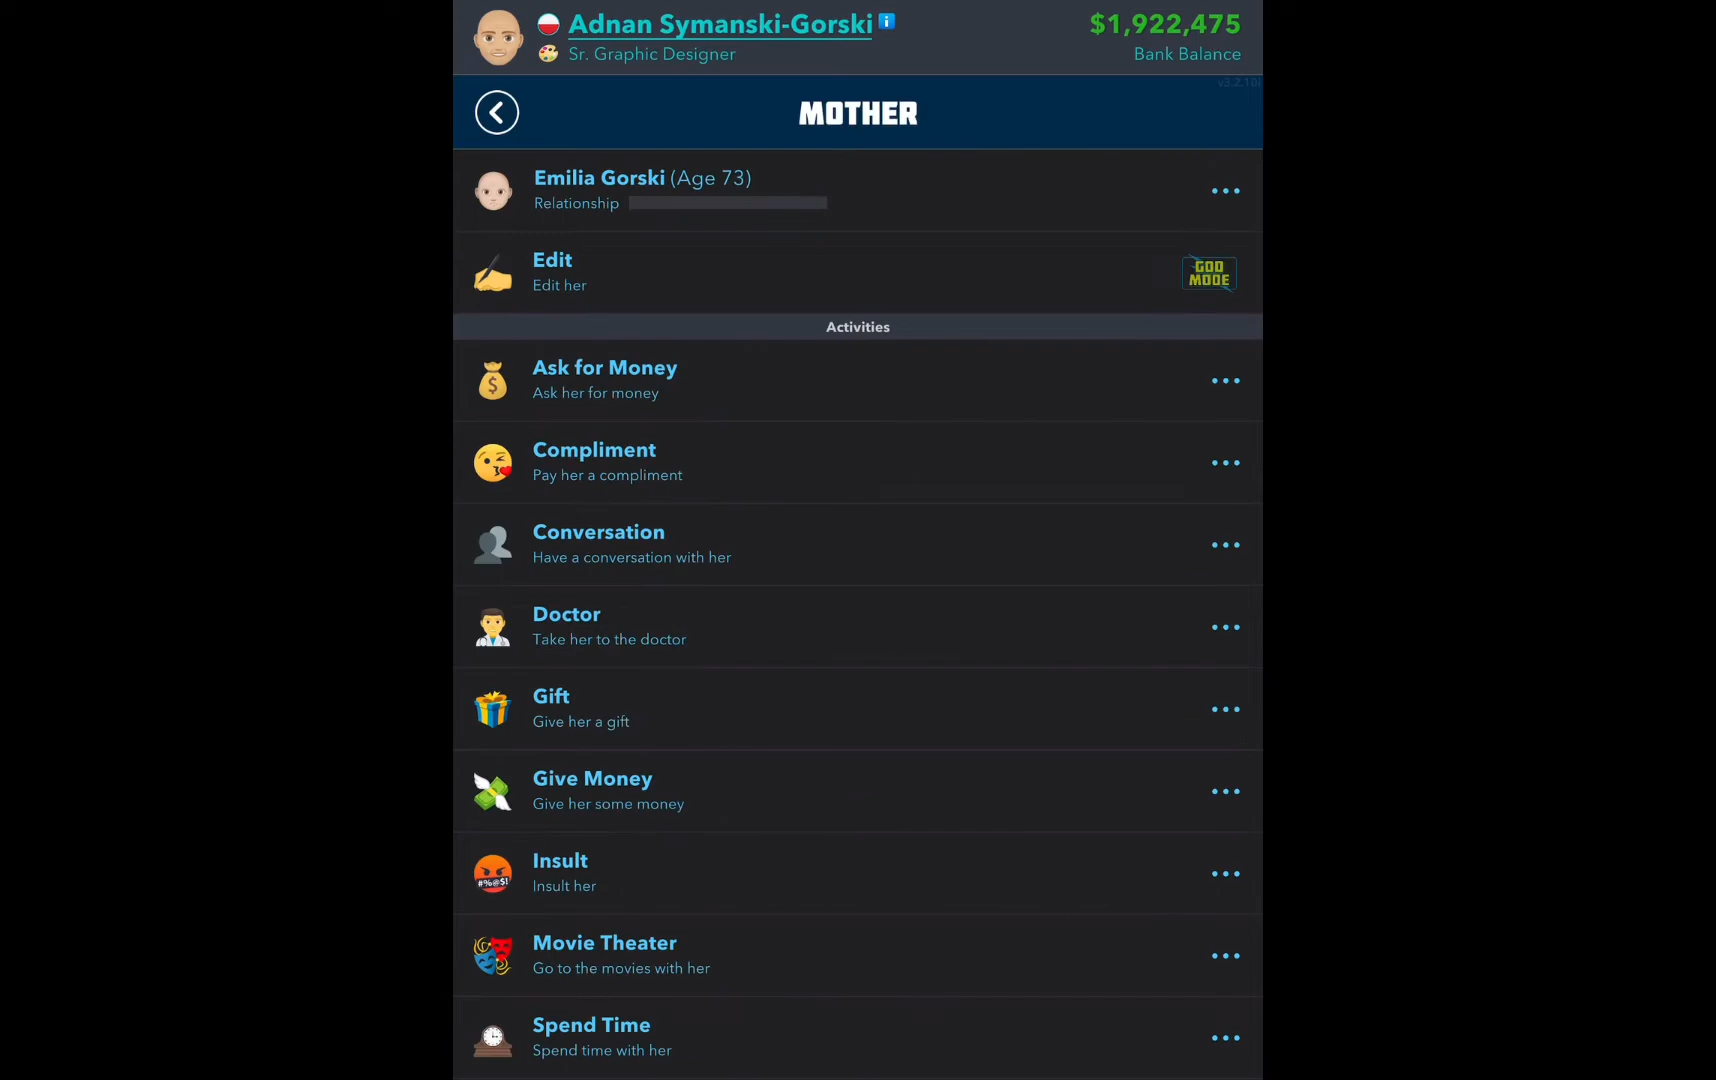 Adnan Symanski-Gorski
$1,922,475
Sr. Graphic Designer
Bank Balance
v3.2.10i
MOTHER
Emilia Gorski (Age 73)
Relationship
Edit
Edit her
GOD
MODE
Activities
Ask for Money
Ask her for money
Compliment
Pay her a compliment
Conversation
Have a conversation with her
Doctor
Take her to the doctor
Gift
Give her a gift
Give Money
Give her some money
#%@$!
Insult
Insult her
Movie Theater
Go to the movies with her
Spend Time
Spend time with her